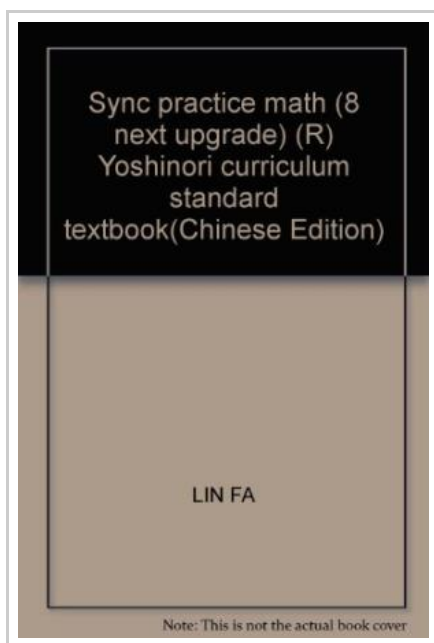 Sync practice math (8
next upgrade) (R)
Yoshinori curriculum
standard
textbook(Chinese Edition)
LIN FA
Note: This is not the actual book cover